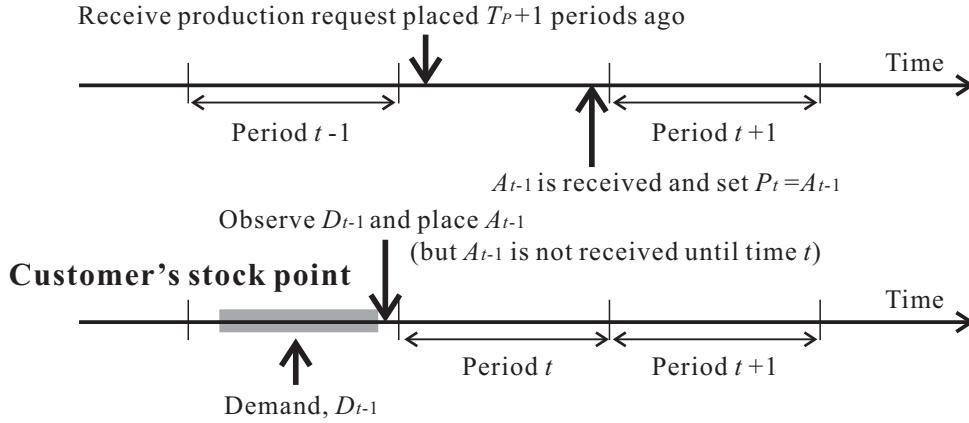 Receive production request placed TP+1 periods ago
Time
Period t-1
Period t+1
At-1 is received and set Pt=At-1
Observe Dt-1 and place At-1
(but At-1 is not received until time t)
Customer's stock point
Time
Period t
Period t+1
Demand, Dt-1